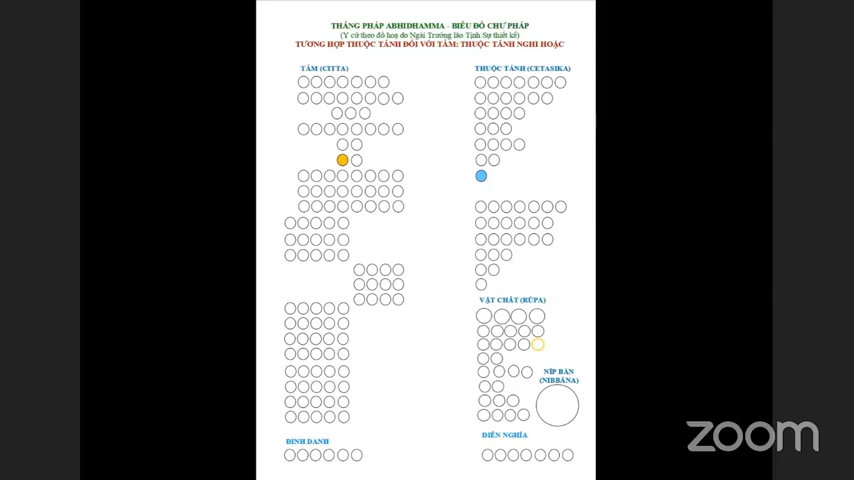 THẮNG PHÁP ABHIDHAMMA - BIỂU ĐỒ CHƯ PHÁP
(Y cứ theo đồ hoạ do Ngài Trưởng lão Tịnh Sự thiết kế)
TƯƠNG HỢP THUỘC TÁNH ĐỐI VỚI TÂM: THUỘC TÁNH NGHI HOẶC
TÂM (CITTA)
THUỘC TÁNH (CETASIKA)
VẬT CHẤT (RŪPA)
NÍP BÀN
(NIBBĀNA)
ĐỊNH DANH
DIỄN NGHĨA
zoom